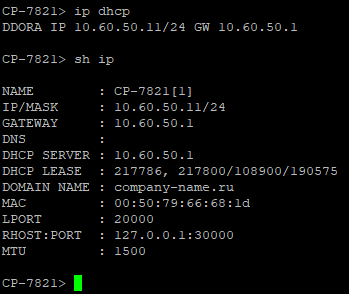 CP-7821> ip dhcp
DDORA IP 10.60.50.11/24 GW 10.60.50.1
CP-7821> sh ip
NAME : CP-7821[1]
IP/MASK : 10.60.50.11/24
GATEWAY : 10.60.50.1
DNS :
DHCP SERVER : 10.60.50.1
DHCP LEASE : 217786, 217800/108900/190575
DOMAIN NAME : company-name.ru
MAC : 00:50:79:66:68:1d
LPORT : 20000
RHOST:PORT : 127.0.0.1:30000
MTU : 1500
CP-7821>